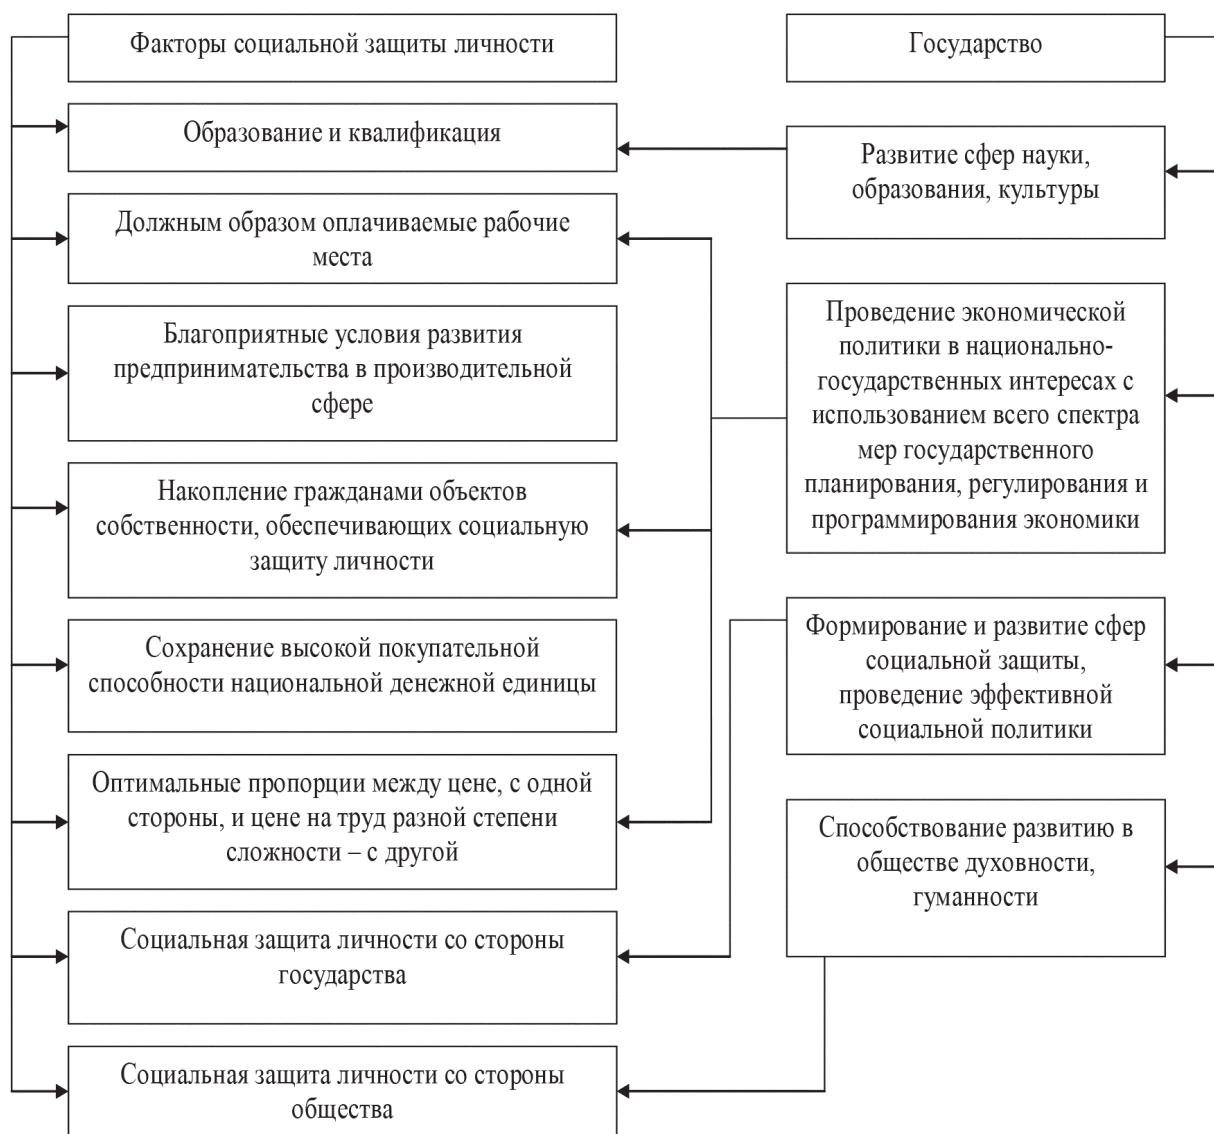 Факторы социальной защиты личности
Государство
Образование и квалификация
Развитие сфер науки,
образования, культуры
Должным образом оплачиваемые рабочие
места
Проведение экономической
политики в национально-
государственных интересах с
использованием всего спектра
мер государственного
планирования, регулирования и
программирования экономики
Благоприятные условия развития
предпринимательства в производительной
сфере
Накопление гражданами объектов
собственности, обеспечивающих социальную
защиту личности
Формирование и развитие сфер
социальной защиты,
проведение эффективной
социальной политики
Сохранение высокой покупательной
способности национальной денежной единицы
Оптимальные пропорции между цене, с одной
стороны, и цене на труд разной степени
сложности – с другой
Способствование развитию в
обществе духовности,
гуманности
Социальная защита личности со стороны
государства
Социальная защита личности со стороны
общества